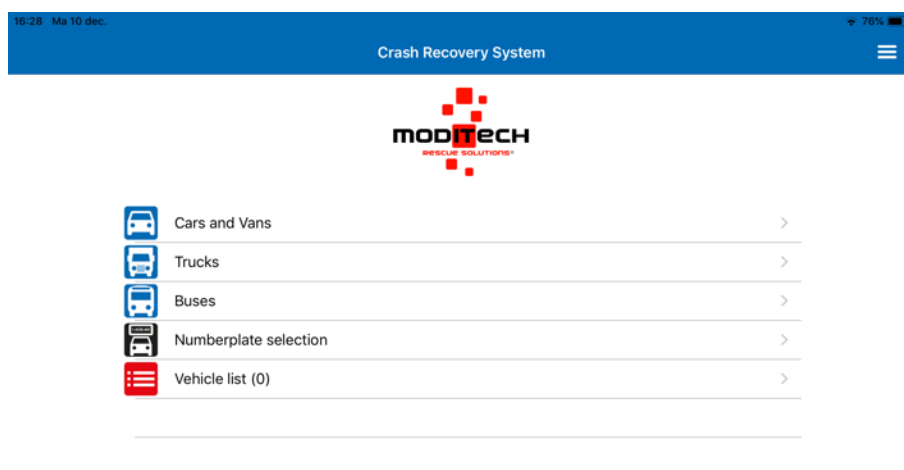 16:28 Ma 10 dec. 76%
Crash Recovery System
MODITECH
RESCUE SOLUTIONS®
Cars and Vans
Trucks
Buses
Numberplate selection
Vehicle list (0)